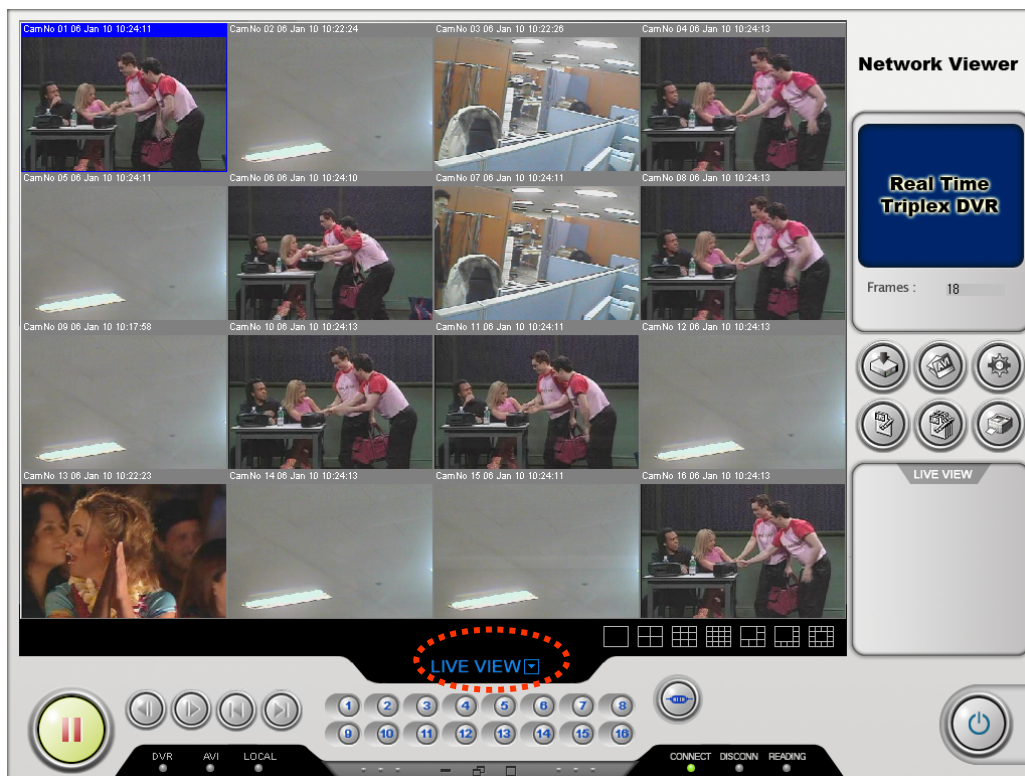 CamNo 01 06 Jan 10 10:24:11
CamNo 02 06 Jan 10 10:22:24
CamNo 03 06 Jan 10 10:22:26
CamNo 04 06 Jan 10 10:24:13
Network Viewer
Real Time
Triplex DVR
Frames : 18
CamNo 05 06 Jan 10 10:24:11
CamNo 06 06 Jan 10 10:24:10
CamNo 07 06 Jan 10 10:24:11
CamNo 08 06 Jan 10 10:24:13
CamNo 09 06 Jan 10 10:17:58
CamNo 10 06 Jan 10 10:24:13
CamNo 11 06 Jan 10 10:24:11
CamNo 12 06 Jan 10 10:24:13
AVI
CamNo 13 06 Jan 10 10:22:23
CamNo 14 06 Jan 10 10:24:13
CamNo 15 06 Jan 10 10:24:11
CamNo 16 06 Jan 10 10:24:13
LIVE VIEW
LIVE VIEW
1 2 3 4 5 6 7 8
9 10 11 12 13 14 15 16
DVR AVI LOCAL
CONNECT DISCONN READING